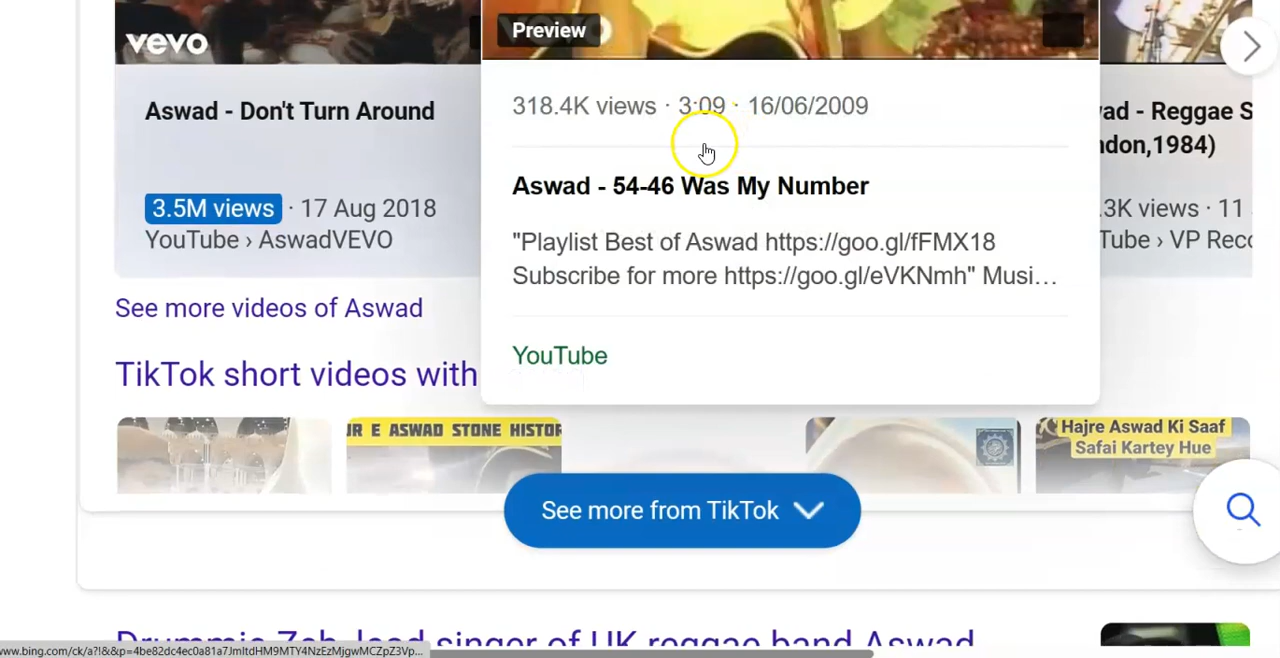 vevo
Aswad - Don't Turn Around
3.5M views · 17 Aug 2018
YouTube › AswadVEVO
Preview
318.4K views · 3:09 · 16/06/2009
Aswad - 54-46 Was My Number
"Playlist Best of Aswad https://goo.gl/fFMX18
Subscribe for more https://goo.gl/eVKNmh" Musi…
YouTube
ad - Reggae S
ndon,1984)
.3K views · 11
Tube › VP Reco
See more videos of Aswad
TikTok short videos with
R E ASWAD STONE HISTOR
Hajre Aswad Ki Saaf
Safai Kartey Hue
See more from TikTok
Drummie Zeb, lead singer of UK reggae band Aswad